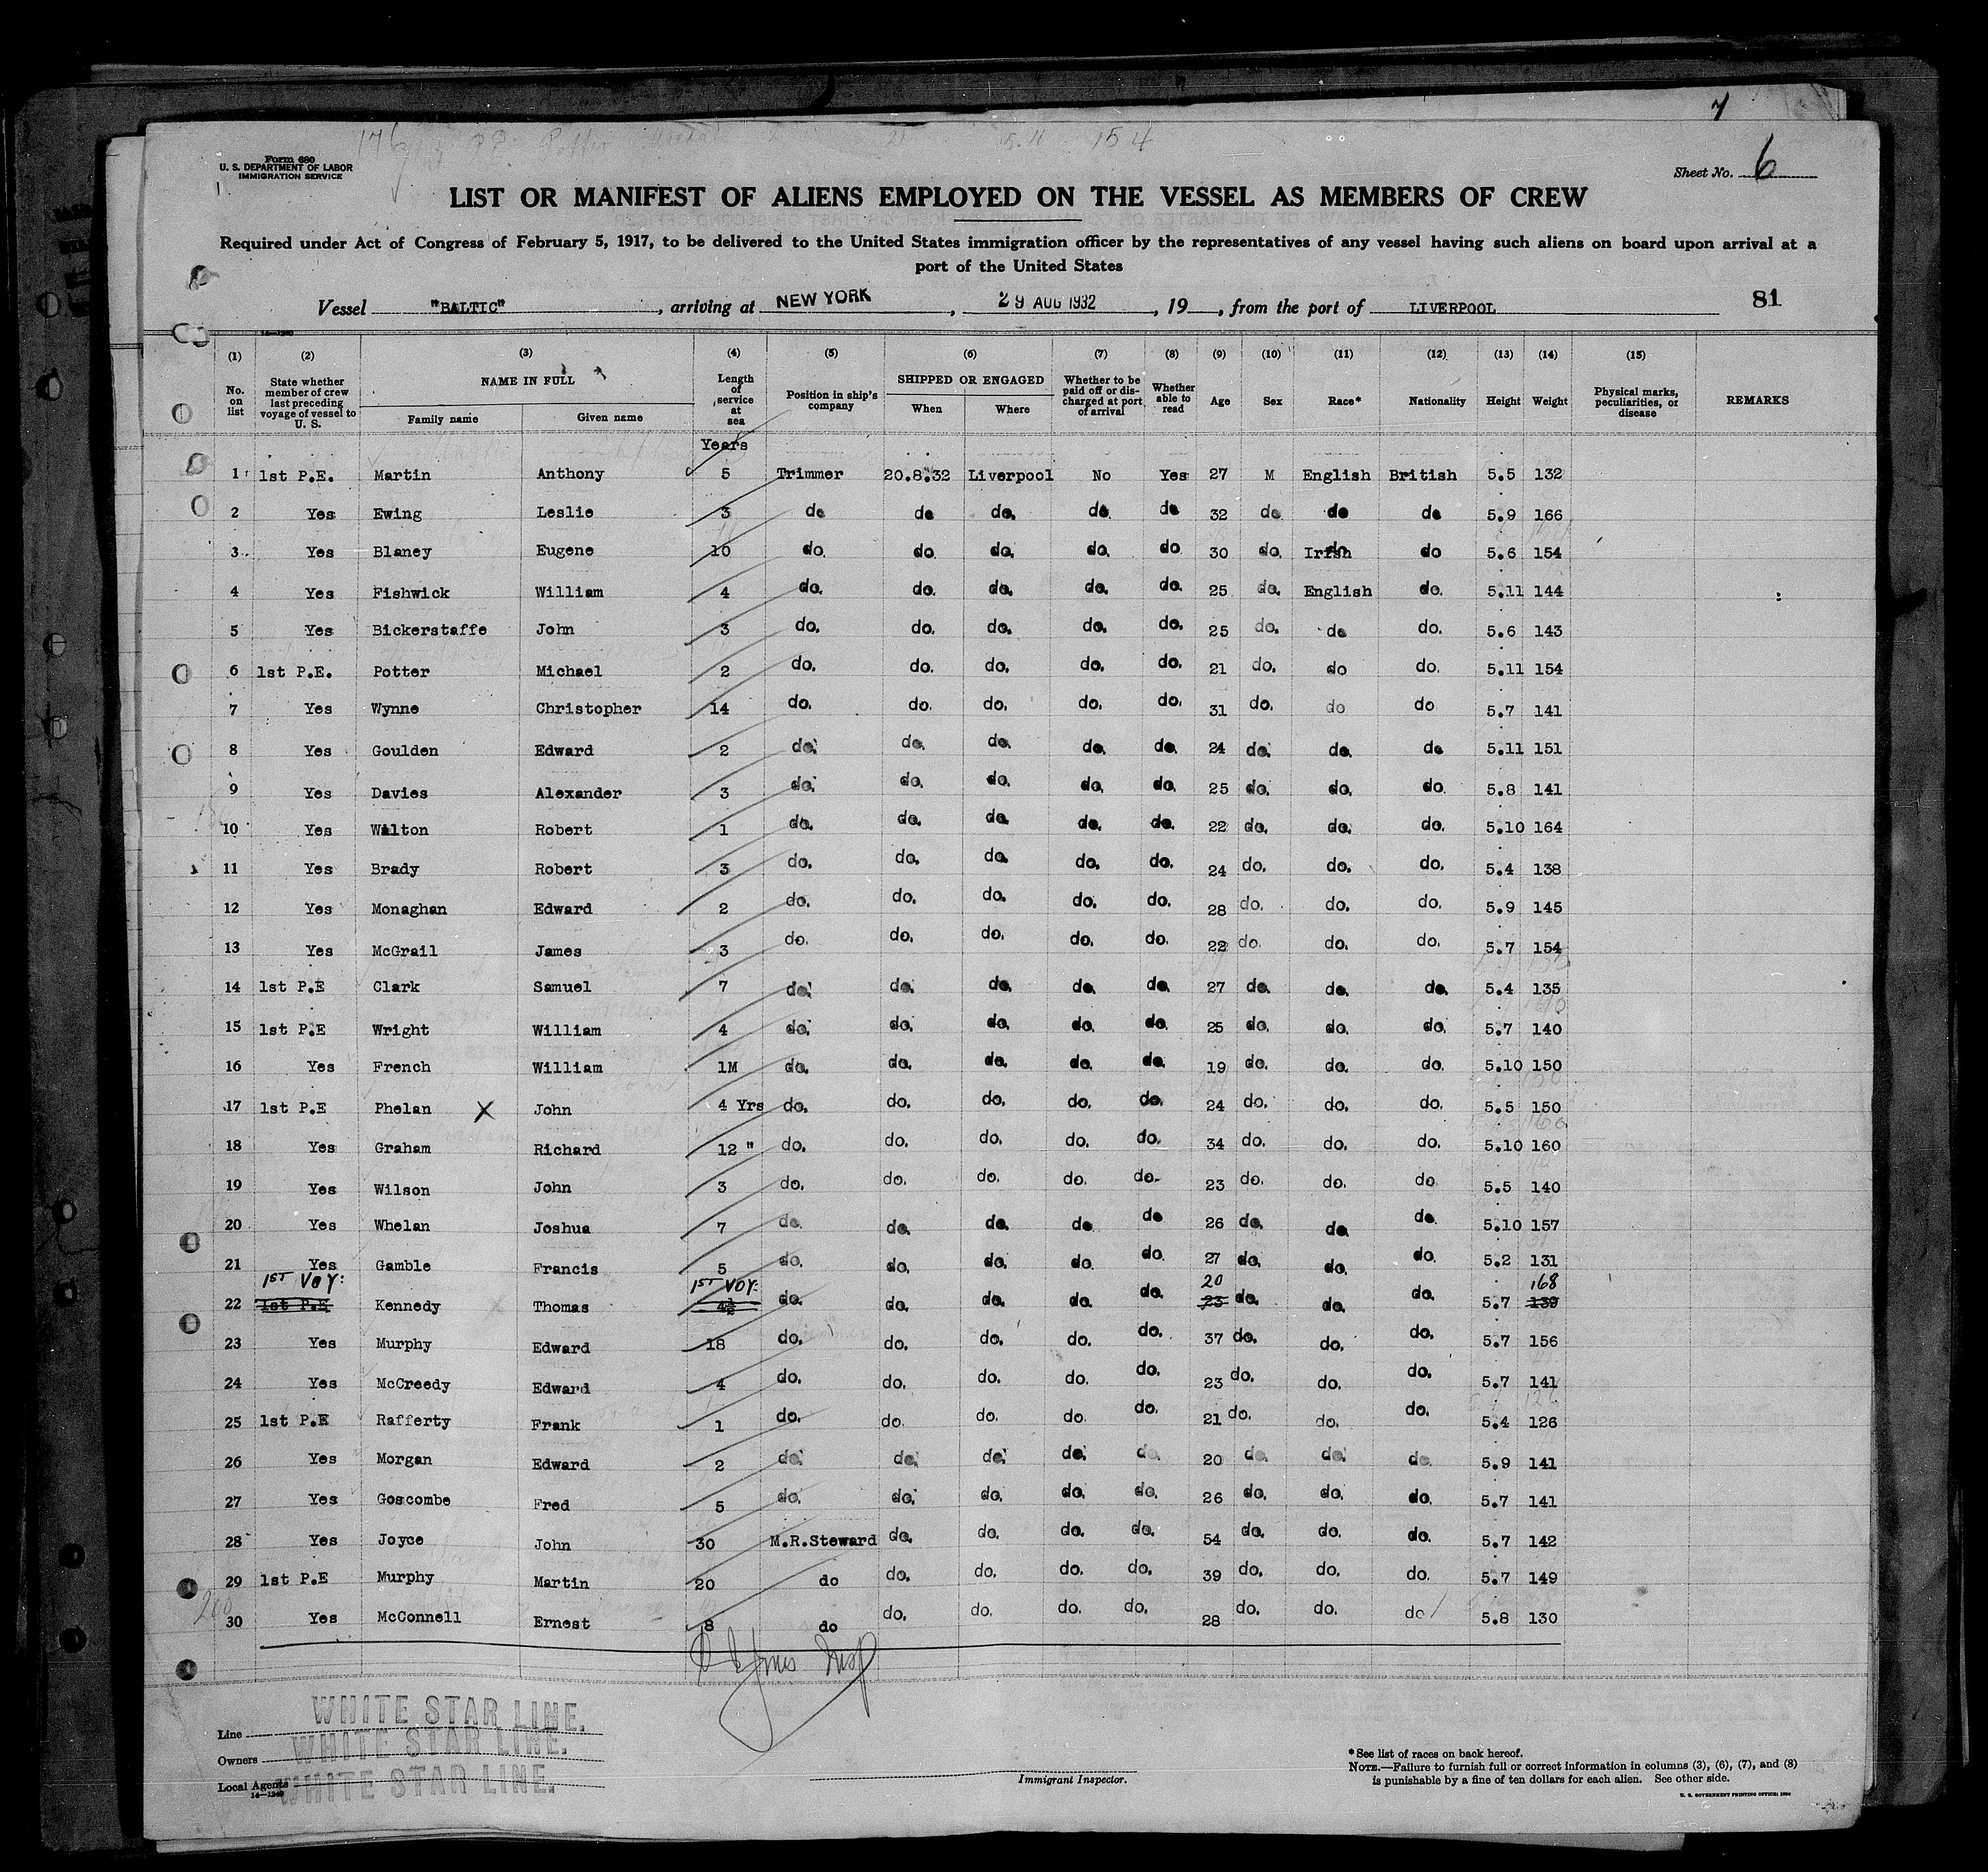 7
176 Potter 5.11 154
Form 680
U. S. DEPARTMENT OF LABOR
IMMIGRATION SERVICE
Sheet No. 6
LIST OR MANIFEST OF ALIENS EMPLOYED ON THE VESSEL AS MEMBERS OF CREW
Required under Act of Congress of February 5, 1917, to be delivered to the United States immigration officer by the representatives of any vessel having such aliens on board upon arrival at a
port of the United States
Vessel "BALTIC", arriving at NEW YORK, 29 AUG 1932, 19, from the port of LIVERPOOL 81
14—1240
(1) (2) (3) (4) (5) (6) (7) (8) (9) (10) (11) (12) (13) (14) (15)
No. on list State whether member of crew last preceding voyage of vessel to U. S. NAME IN FULL Family name Given name Length of service at sea Position in ship's company SHIPPED OR ENGAGED When Where Whether to be paid off or discharged at port of arrival Whether able to read Age Sex Race* Nationality Height Weight Physical marks, peculiarities, or disease REMARKS
Years
1 1st P.E. Martin Anthony 5 Trimmer 20.8.32 Liverpool No Yes 27 M English British 5.5 132
2 Yes Ewing Leslie 3 do do do. do. do 32 do do do 5.9 166
3 Yes Blaney Eugene 10 do. do. do. do. do 30 do. Irish do 5.6 154
4 Yes Fishwick William 4 do. do. do. do. do. 25 do. English do. 5.11 144
5 Yes Bickerstaffe John 3 do. do. do. do. do. 25 do. do do. 5.6 143
6 1st P.E. Potter Michael 2 do. do. do. do. do. 21 do. do do. 5.11 154
7 Yes Wynne Christopher 14 do. do. do. do. do. 31 do. do do 5.7 141
8 Yes Goulden Edward 2 do. do. do. do. do. 24 do. do. do 5.11 151
9 Yes Davies Alexander 3 do. do. do. do. do. 25 do. do. do 5.8 141
10 Yes Walton Robert 1 do. do. do. do. do. 22 do. do. do. 5.10 164
11 Yes Brady Robert 3 do. do. do. do. do. 24 do. do. do. 5.4 138
12 Yes Monaghan Edward 2 do. do. do. do. do. 28 do. do. do. 5.9 145
13 Yes McGrail James 3 do. do. do. do. do. 22 do. do. do. 5.7 154
14 1st P.E Clark Samuel 7 do. do. do. do. do. 27 do. do. do. 5.4 135
15 1st P.E Wright William 4 do. do. do. do. do. 25 do. do. do. 5.7 140
16 Yes French William 1M do. do. do. do. do. 19 do. do. do. 5.10 150
17 1st P.E Phelan X John 4 Yrs do. do. do. do. do. 24 do. do. do. 5.5 150
18 Yes Graham Richard 12 " do. do. do. do. do. 34 do. do. do. 5.10 160
19 Yes Wilson John 3 do. do. do. do. do. 23 do. do. do 5.5 140
20 Yes Whelan Joshua 7 do. do. do. do do 26 do. do. do. 5.10 157
21 Yes Gamble Francis 5 do. do. do. do. do. 27 do. do. do. 5.2 131
1ST VOY: 1ST VOY: 20 168
22 1st P.E Kennedy Thomas 4½ do. do. do. do do. 23 do. do. do. 5.7 139
23 Yes Murphy Edward 18 do. do. do. do. do. 37 do. do. do. 5.7 156
24 Yes McCreedy Edward 4 do. do. do. do. do. 23 do. do. do. 5.7 141
25 1st P.E Rafferty Frank 1 do. do. do. do. do. 21 do. do. do. 5.4 126
26 Yes Morgan Edward 2 do. do. do. do. do. 20 do. do. do. 5.9 141
27 Yes Goscombe Fred 5 do. do. do. do. do. 26 do. do. do. 5.7 141
28 Yes Joyce John 30 M.R.Steward do. do. do. do. 54 do. do. do. 5.7 142
29 1st P.E Murphy Martin 20 do do. do. do. do. 39 do. do. do. 5.7 149
30 Yes McConnell Ernest 8 do do. do. do. do. 28 do. do. do 5.8 130
Line WHITE STAR LINE.
Owners WHITE STAR LINE.
Local Agents WHITE STAR LINE.
14—1240
Immigrant Inspector.
*See list of races on back hereof.
NOTE.—Failure to furnish full or correct information in columns (3), (6), (7), and (8)
is punishable by a fine of ten dollars for each alien. See other side.
U. S. GOVERNMENT PRINTING OFFICE: 1930